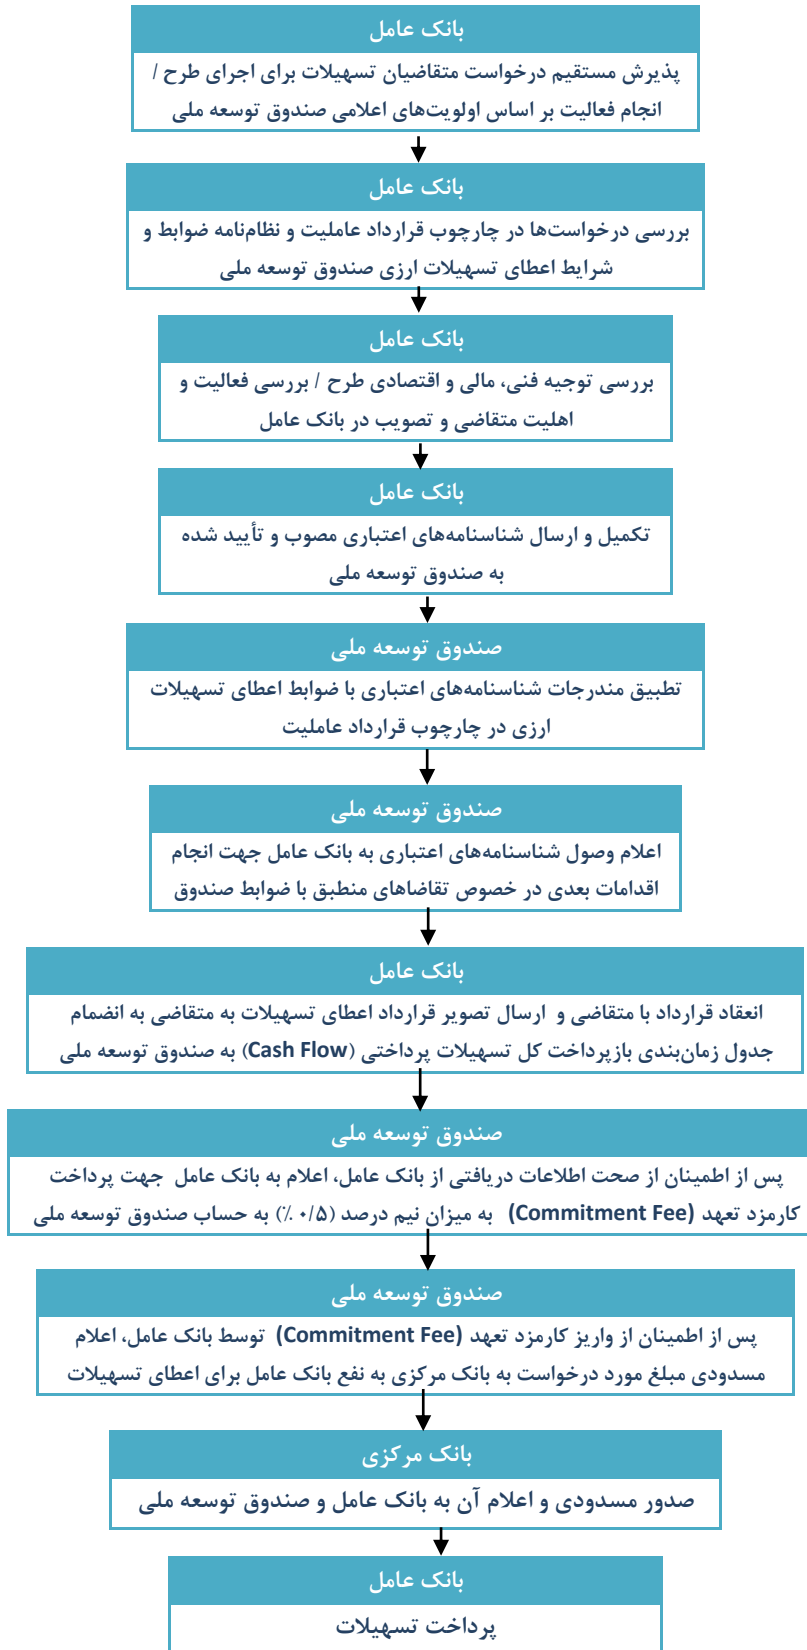 بانک عامل
پذیرش مستقیم درخواست متقاضیان تسهیلات برای اجرای طرح /
انجام فعالیت بر اساس اولویت‌های اعلامی صندوق توسعه ملی
بانک عامل
بررسی درخواست‌ها در چارچوب قرارداد عاملیت و نظام‌نامه ضوابط و
شرایط اعطای تسهیلات ارزی صندوق توسعه ملی
بانک عامل
بررسی توجیه فنی، مالی و اقتصادی طرح / بررسی فعالیت و
اهلیت متقاضی و تصویب در بانک عامل
بانک عامل
تکمیل و ارسال شناسنامه‌های اعتباری مصوب و تأیید شده
به صندوق توسعه ملی
صندوق توسعه ملی
تطبیق مندرجات شناسنامه‌های اعتباری با ضوابط اعطای تسهیلات
ارزی در چارچوب قرارداد عاملیت
صندوق توسعه ملی
اعلام وصول شناسنامه‌های اعتباری به بانک عامل جهت انجام
اقدامات بعدی در خصوص تقاضاهای منطبق با ضوابط صندوق
بانک عامل
انعقاد قرارداد با متقاضی و ارسال تصویر قرارداد اعطای تسهیلات به متقاضی به انضمام
جدول زمان‌بندی بازپرداخت کل تسهیلات پرداختی (Cash Flow) به صندوق توسعه ملی
صندوق توسعه ملی
پس از اطمینان از صحت اطلاعات دریافتی از بانک عامل، اعلام به بانک عامل جهت پرداخت
کارمزد تعهد (Commitment Fee) به میزان نیم درصد (۰/۵ ٪) به حساب صندوق توسعه ملی
صندوق توسعه ملی
پس از اطمینان از واریز کارمزد تعهد (Commitment Fee) توسط بانک عامل، اعلام
مسدودی مبلغ مورد درخواست به بانک مرکزی به نفع بانک عامل برای اعطای تسهیلات
بانک مرکزی
صدور مسدودی و اعلام آن به بانک عامل و صندوق توسعه ملی
بانک عامل
پرداخت تسهیلات